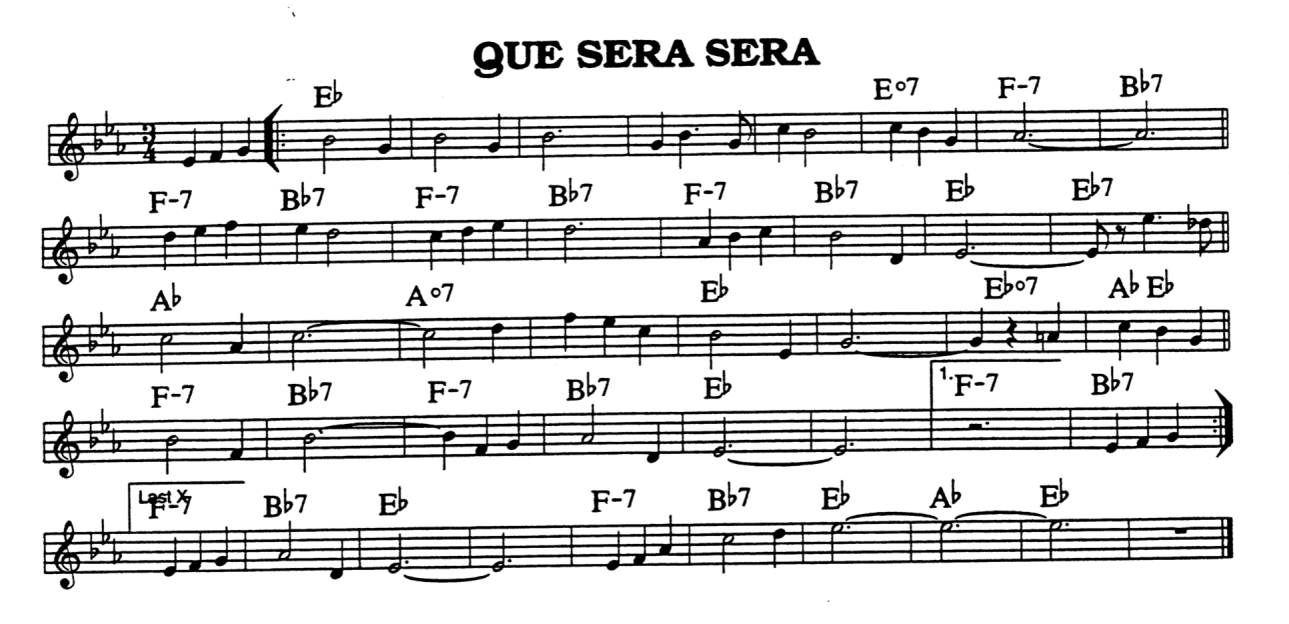 QUE SERA SERA
E♭ E°7 F-7 B♭7
3
4
F-7 B♭7 F-7 B♭7 F-7 B♭7 E♭ E♭7
A♭ A°7 E♭ E♭°7 A♭ E♭
F-7 B♭7 F-7 B♭7 E♭ 1. F-7 B♭7
Last X
F-7 B♭7 E♭ F-7 B♭7 E♭ A♭ E♭